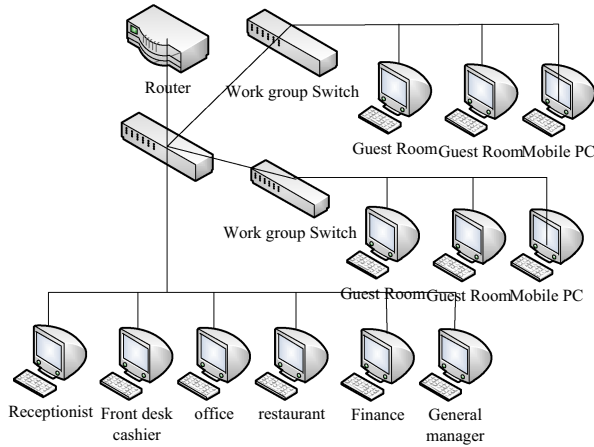 Router
Work group Switch
Guest Room Guest Room Mobile PC
Work group Switch
Guest Room Guest Room Mobile PC
Receptionist Front desk office restaurant Finance General
cashier manager